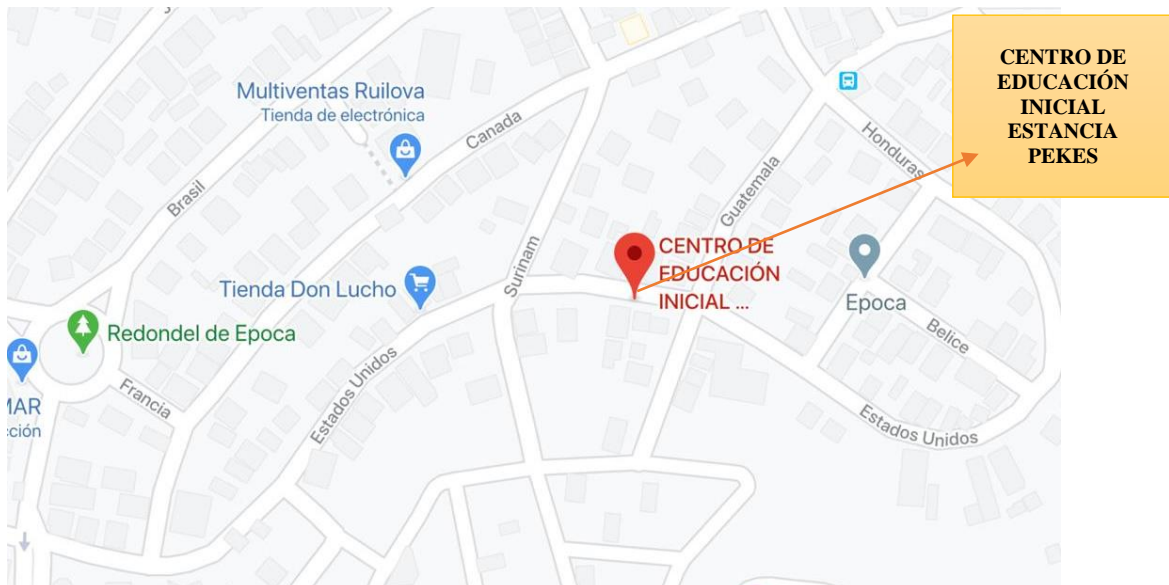 CENTRO DE
EDUCACIÓN
INICIAL
ESTANCIA
PEKES
Multiventas Ruilova
Tienda de electrónica
Canada
Honduras
Brasil
Guatemala
Surinam
CENTRO DE
EDUCACIÓN
INICIAL ...
Tienda Don Lucho
Epoca
Redondel de Epoca
Belice
Estados Unidos
Francia
MAR
cción
Estados Unidos